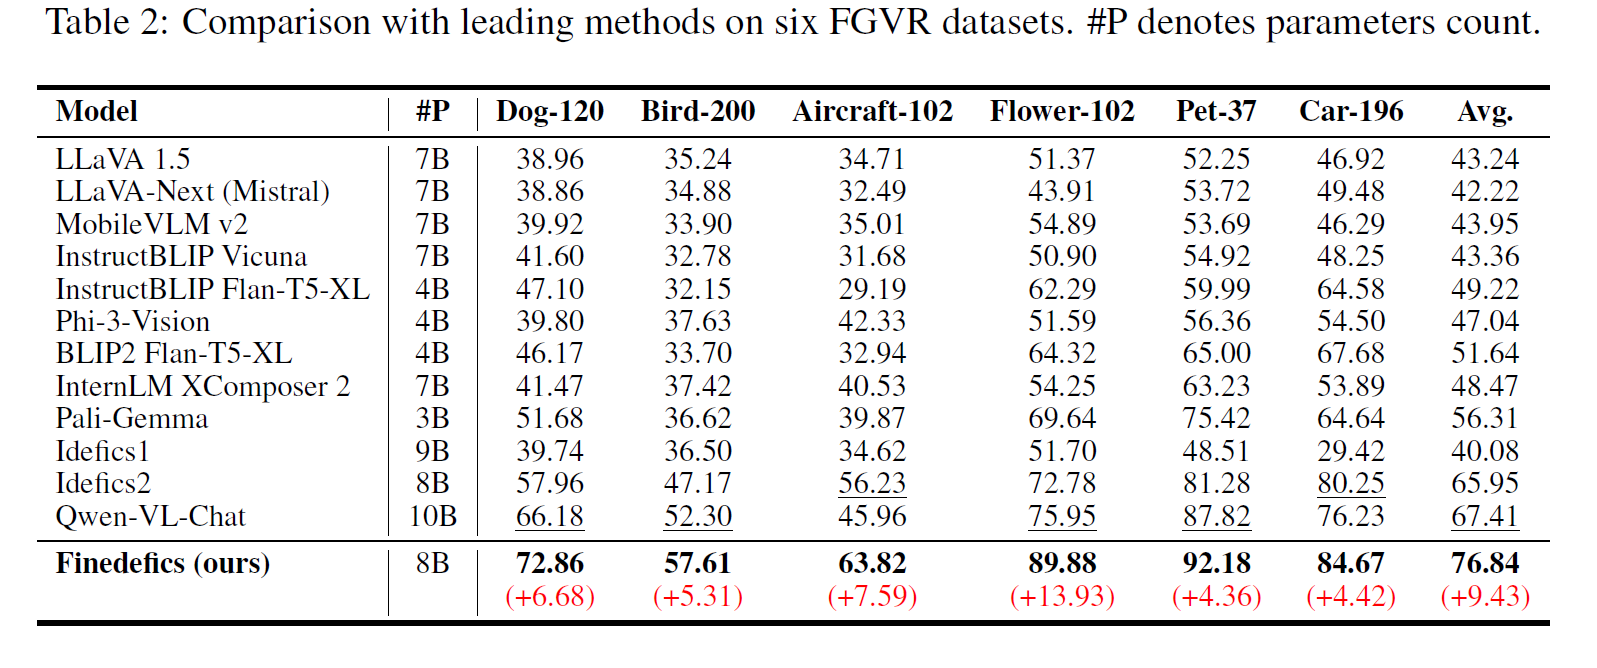 Table 2: Comparison with leading methods on six FGVR datasets. #P denotes parameters count.
Model #P Dog-120 Bird-200 Aircraft-102 Flower-102 Pet-37 Car-196 Avg.
LLaVA 1.5 7B 38.96 35.24 34.71 51.37 52.25 46.92 43.24
LLaVA-Next (Mistral) 7B 38.86 34.88 32.49 43.91 53.72 49.48 42.22
MobileVLM v2 7B 39.92 33.90 35.01 54.89 53.69 46.29 43.95
InstructBLIP Vicuna 7B 41.60 32.78 31.68 50.90 54.92 48.25 43.36
InstructBLIP Flan-T5-XL 4B 47.10 32.15 29.19 62.29 59.99 64.58 49.22
Phi-3-Vision 4B 39.80 37.63 42.33 51.59 56.36 54.50 47.04
BLIP2 Flan-T5-XL 4B 46.17 33.70 32.94 64.32 65.00 67.68 51.64
InternLM XComposer 2 7B 41.47 37.42 40.53 54.25 63.23 53.89 48.47
Pali-Gemma 3B 51.68 36.62 39.87 69.64 75.42 64.64 56.31
Idefics1 9B 39.74 36.50 34.62 51.70 48.51 29.42 40.08
Idefics2 8B 57.96 47.17 56.23 72.78 81.28 80.25 65.95
Qwen-VL-Chat 10B 66.18 52.30 45.96 75.95 87.82 76.23 67.41
Finedefics (ours) 8B 72.86 57.61 63.82 89.88 92.18 84.67 76.84
(+6.68) (+5.31) (+7.59) (+13.93) (+4.36) (+4.42) (+9.43)